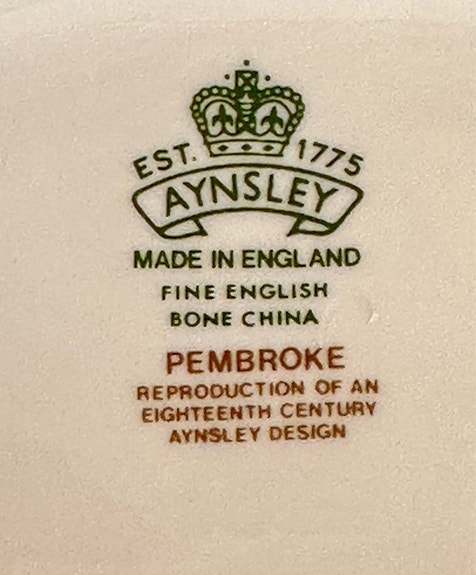 EST. 1775
AYNSLEY
MADE IN ENGLAND
FINE ENGLISH
BONE CHINA
PEMBROKE
REPRODUCTION OF AN
EIGHTEENTH CENTURY
AYNSLEY DESIGN